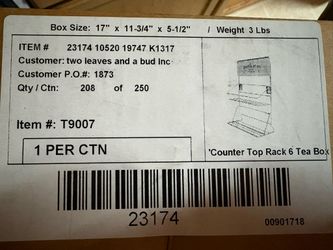 Box Size: 17" x 11-3/4" x 5-1/2" / Weight 3 Lbs
ITEM # 23174 10520 19747 K1317
Customer: two leaves and a bud Inc
Customer P.O.#: 1873
Qty / Ctn: 208 of 250
Item #: T9007
1 PER CTN
'Counter Top Rack 6 Tea Box
23174
00901718